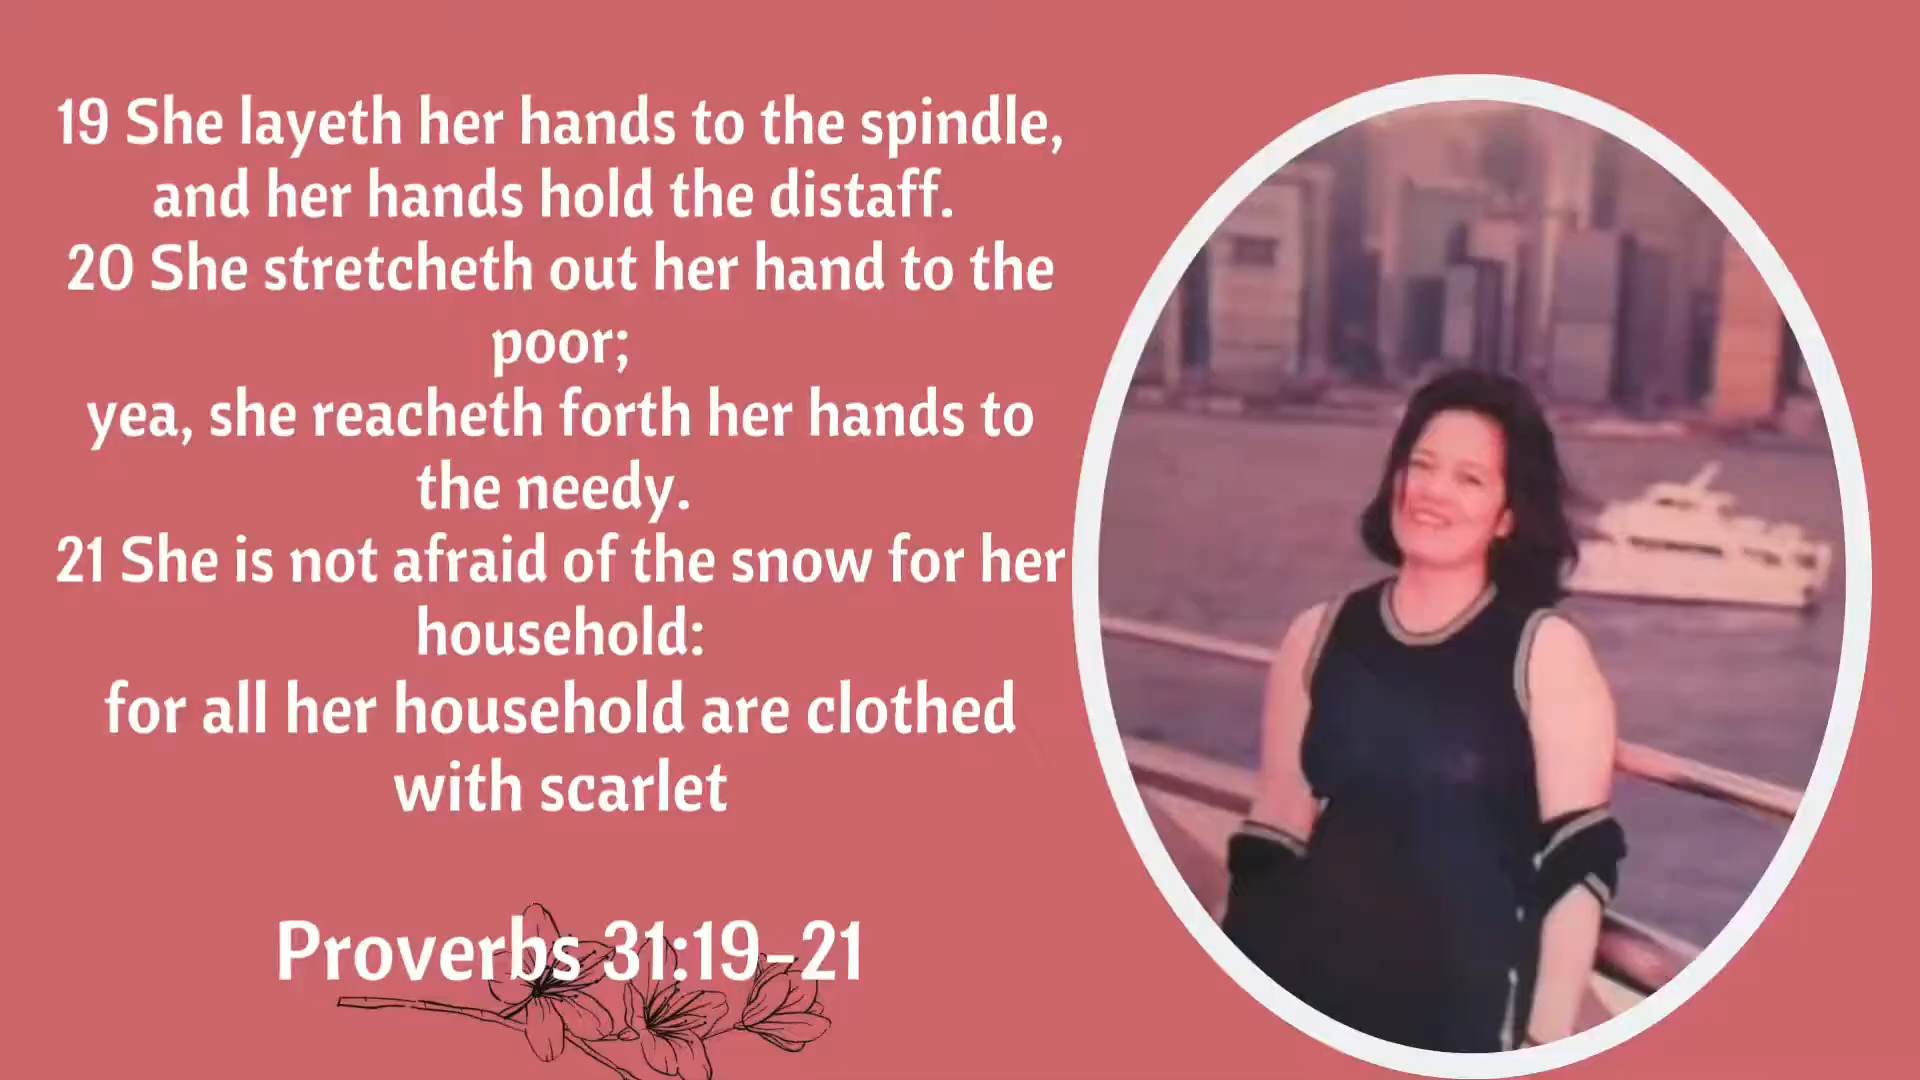 19 She layeth her hands to the spindle,
and her hands hold the distaff.
20 She stretcheth out her hand to the
poor;
yea, she reacheth forth her hands to
the needy.
21 She is not afraid of the snow for her
household:
for all her household are clothed
with scarlet
Proverbs 31:19-21